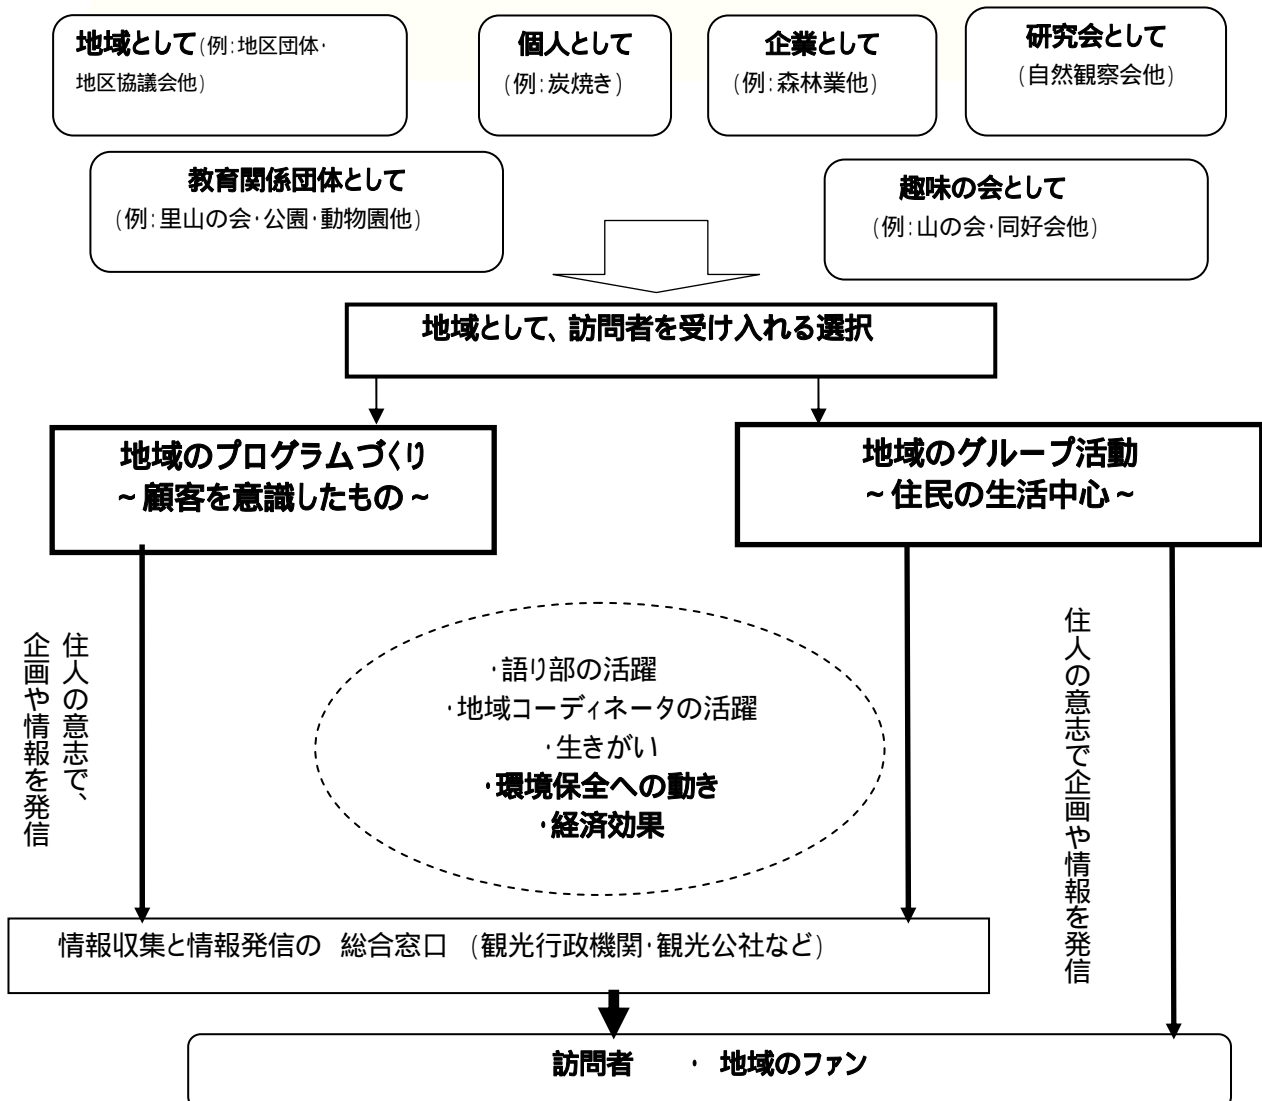 地域として(例:地区団体・
地区協議会他)
個人として
(例:炭焼き)
企業として
(例:森林業他)
研究会として
(自然観察会他)
教育関係団体として
(例:里山の会・公園・動物園他)
趣味の会として
(例:山の会・同好会他)
地域として、訪問者を受け入れる選択
地域のプログラムづくり
~顧客を意識したもの~
地域のグループ活動
~住民の生活中心~
住人の意志で、
企画や情報を発信
・語り部の活躍
・地域コーディネータの活躍
・生きがい
・環境保全への動き
・経済効果
住人の意志で企画や情報を発信
情報収集と情報発信の 総合窓口 (観光行政機関・観光公社など)
訪問者 ・ 地域のファン